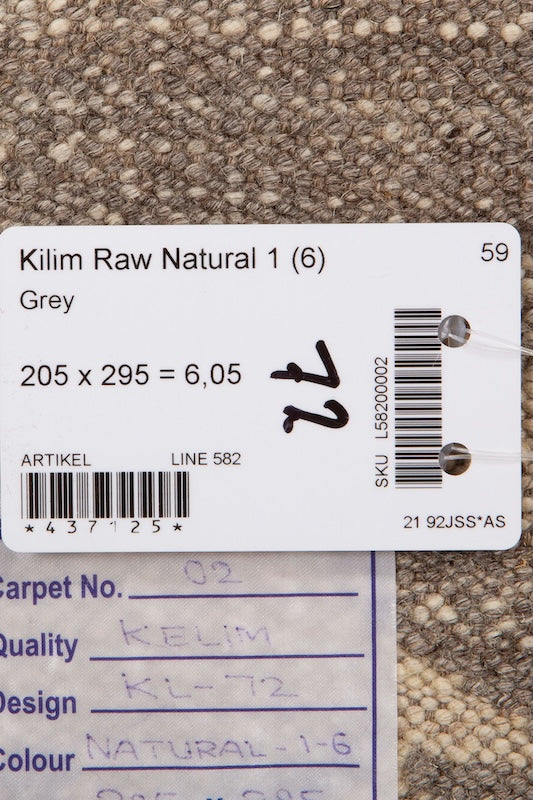 Kilim Raw Natural 1 (6) 59
Grey
205 x 295 = 6,05
72
SKU L58200002
ARTIKEL LINE 582
*437125*
21 92JSS*AS
Carpet No. 02
Quality KELIM
Design KL-72
Colour NATURAL-1-6